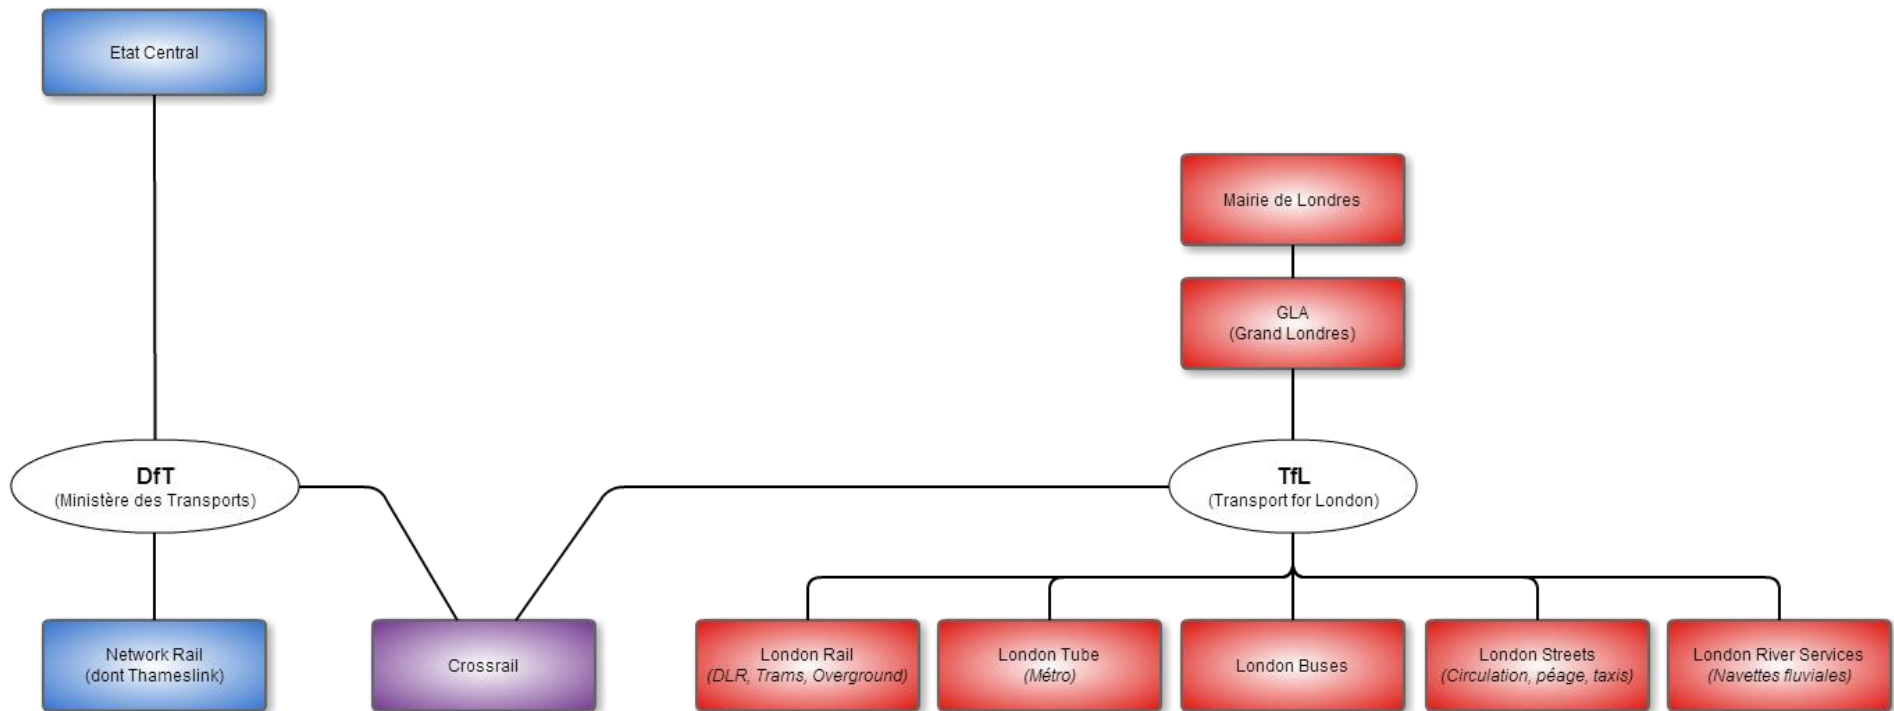 Etat Central
Mairie de Londres
GLA
(Grand Londres)
DfT
(Ministère des Transports)
TfL
(Transport for London)
Network Rail
(dont Thameslink)
Crossrail
London Rail
(DLR, Trams, Overground)
London Tube
(Métro)
London Buses
London Streets
(Circulation, péage, taxis)
London River Services
(Navettes fluviales)